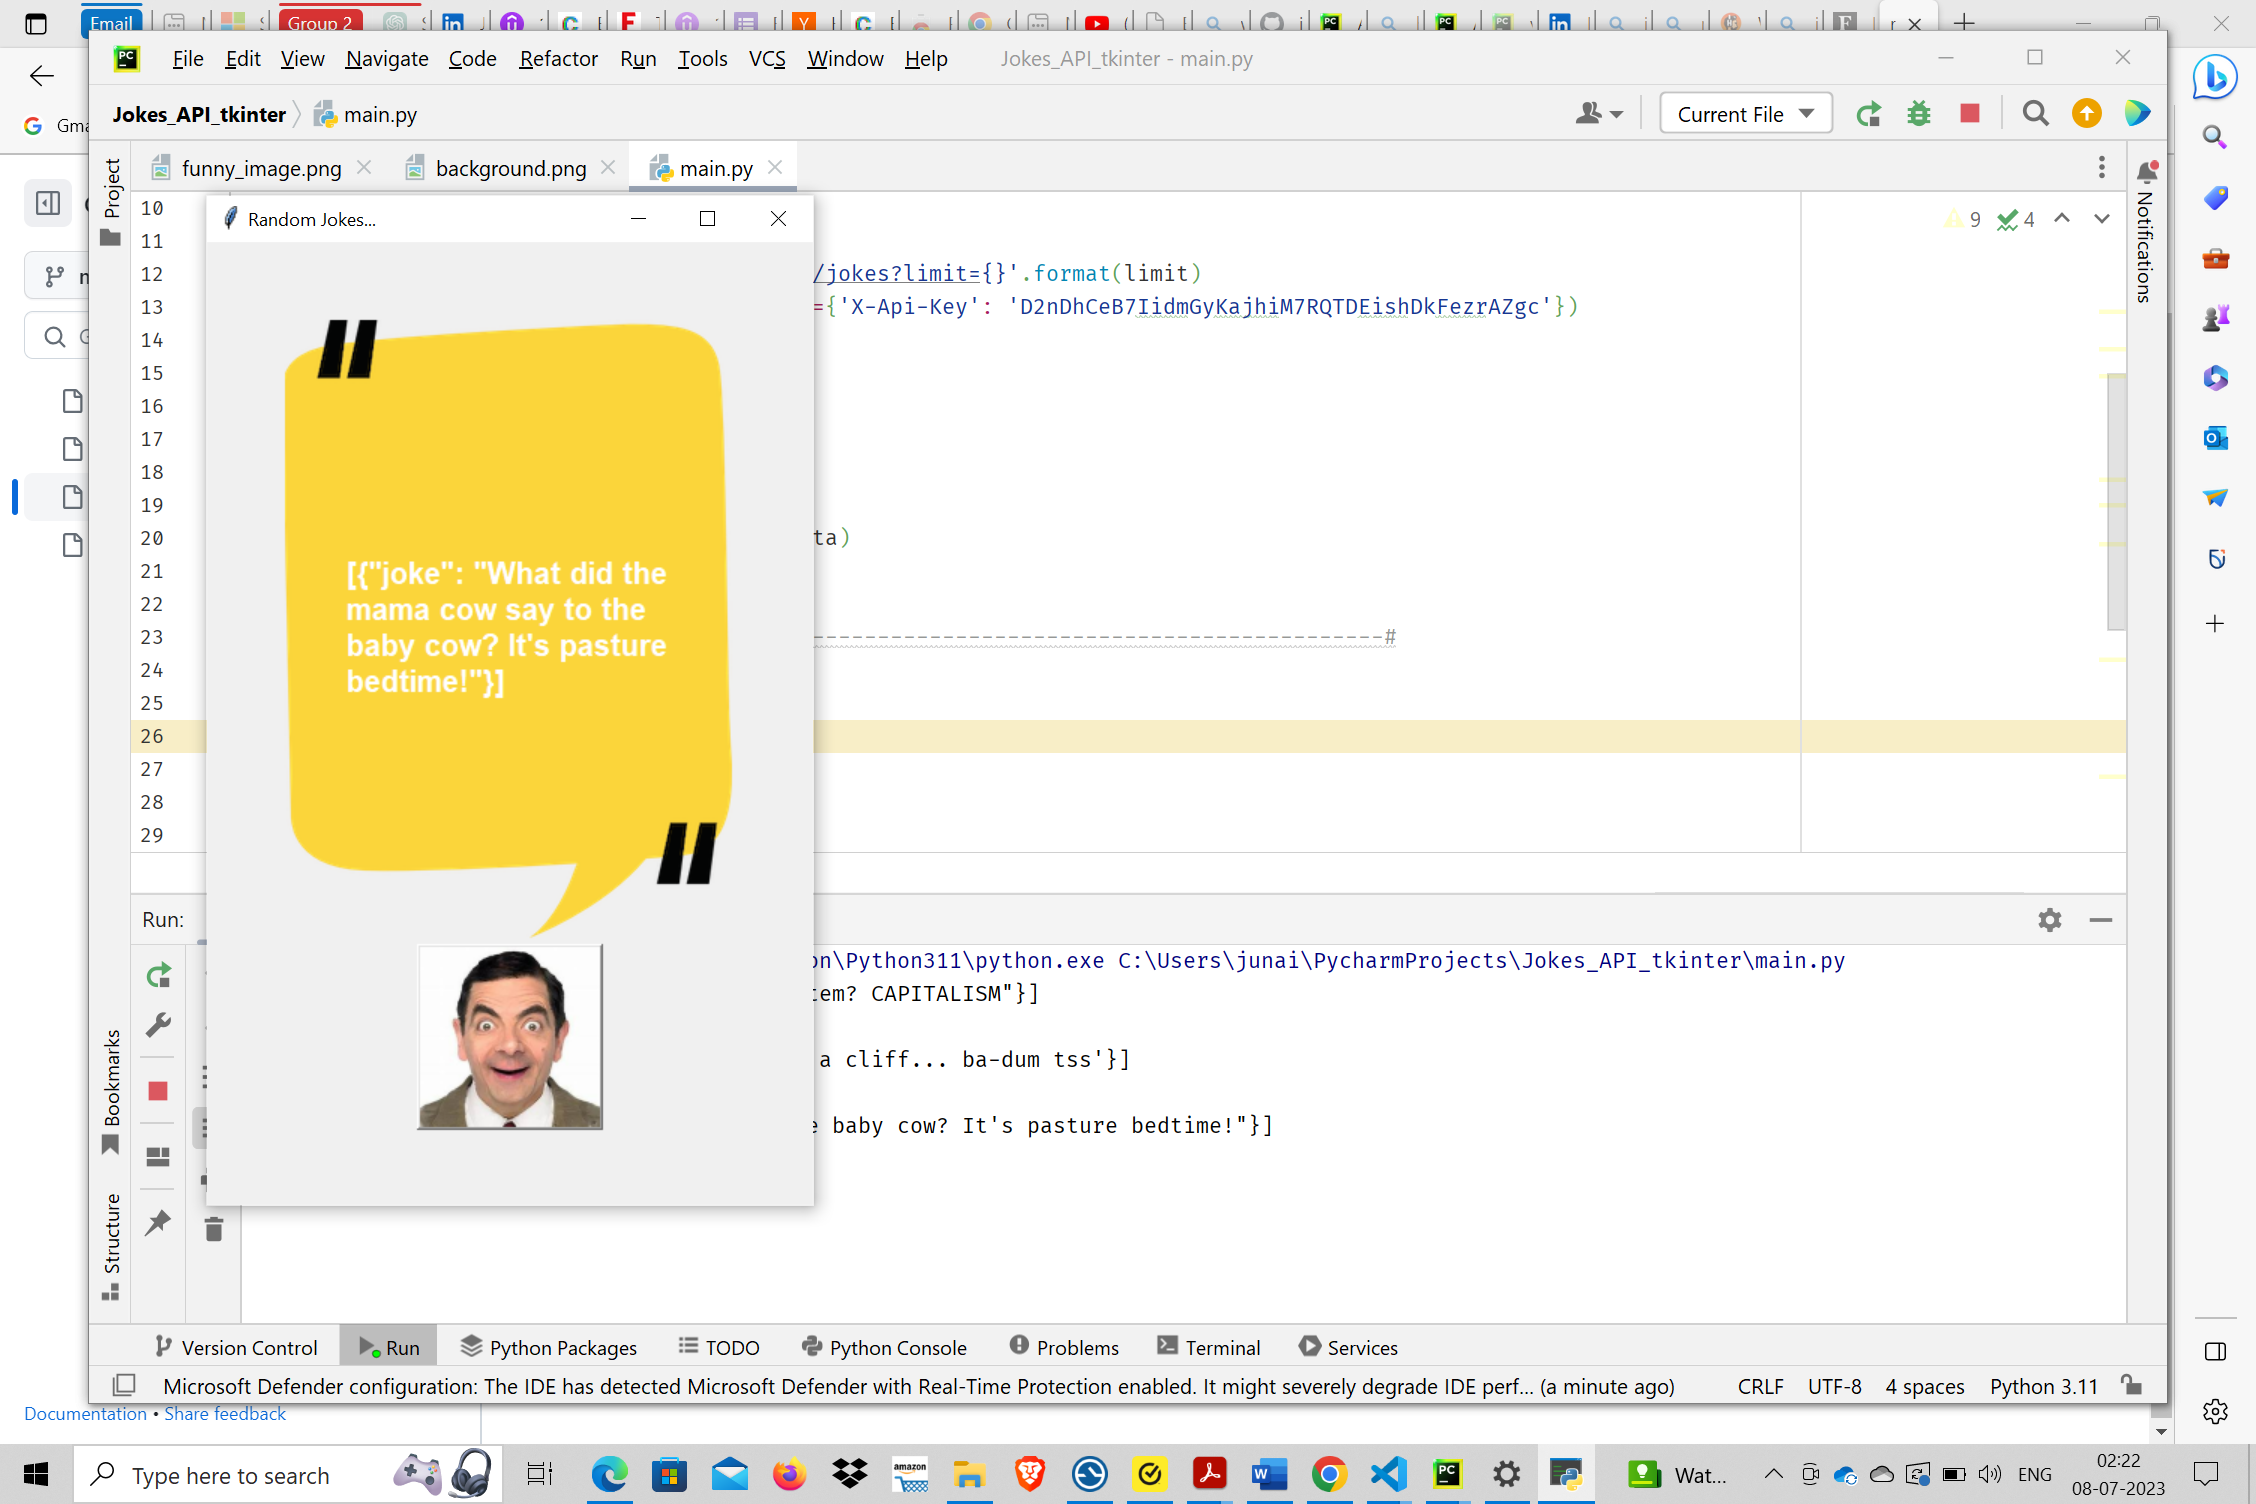 Email
Group 2
File Edit View Navigate Code Refactor Run Tools VCS Window Help Jokes_API_tkinter - main.py
Jokes_API_tkinter main.py
Current File
Project
funny_image.png background.png main.py
Notifications
Random Jokes...
9 4
10
11
12 /jokes?limit={}'.format(limit)
13 ={'X-Api-Key': 'D2nDhCeB7IidmGyKajhiM7RQTDEishDkFezrAZgc'})
14
15
16
17
18
19
20 ta)
21
22
23 -------------------------------------------#
24
25
26
27
28
29
[{"joke": "What did the
mama cow say to the
baby cow? It's pasture
bedtime!"}]
Run:
on\Python311\python.exe C:\Users\junai\PycharmProjects\Jokes_API_tkinter\main.py
tem? CAPITALISM"}]
a cliff... ba-dum tss'}]
e baby cow? It's pasture bedtime!"}]
Bookmarks
Structure
Version Control Run Python Packages TODO Python Console Problems Terminal Services
Microsoft Defender configuration: The IDE has detected Microsoft Defender with Real-Time Protection enabled. It might severely degrade IDE perf... (a minute ago) CRLF UTF-8 4 spaces Python 3.11
Documentation • Share feedback
Type here to search
amazon
Wat...
ENG
02:22
08-07-2023